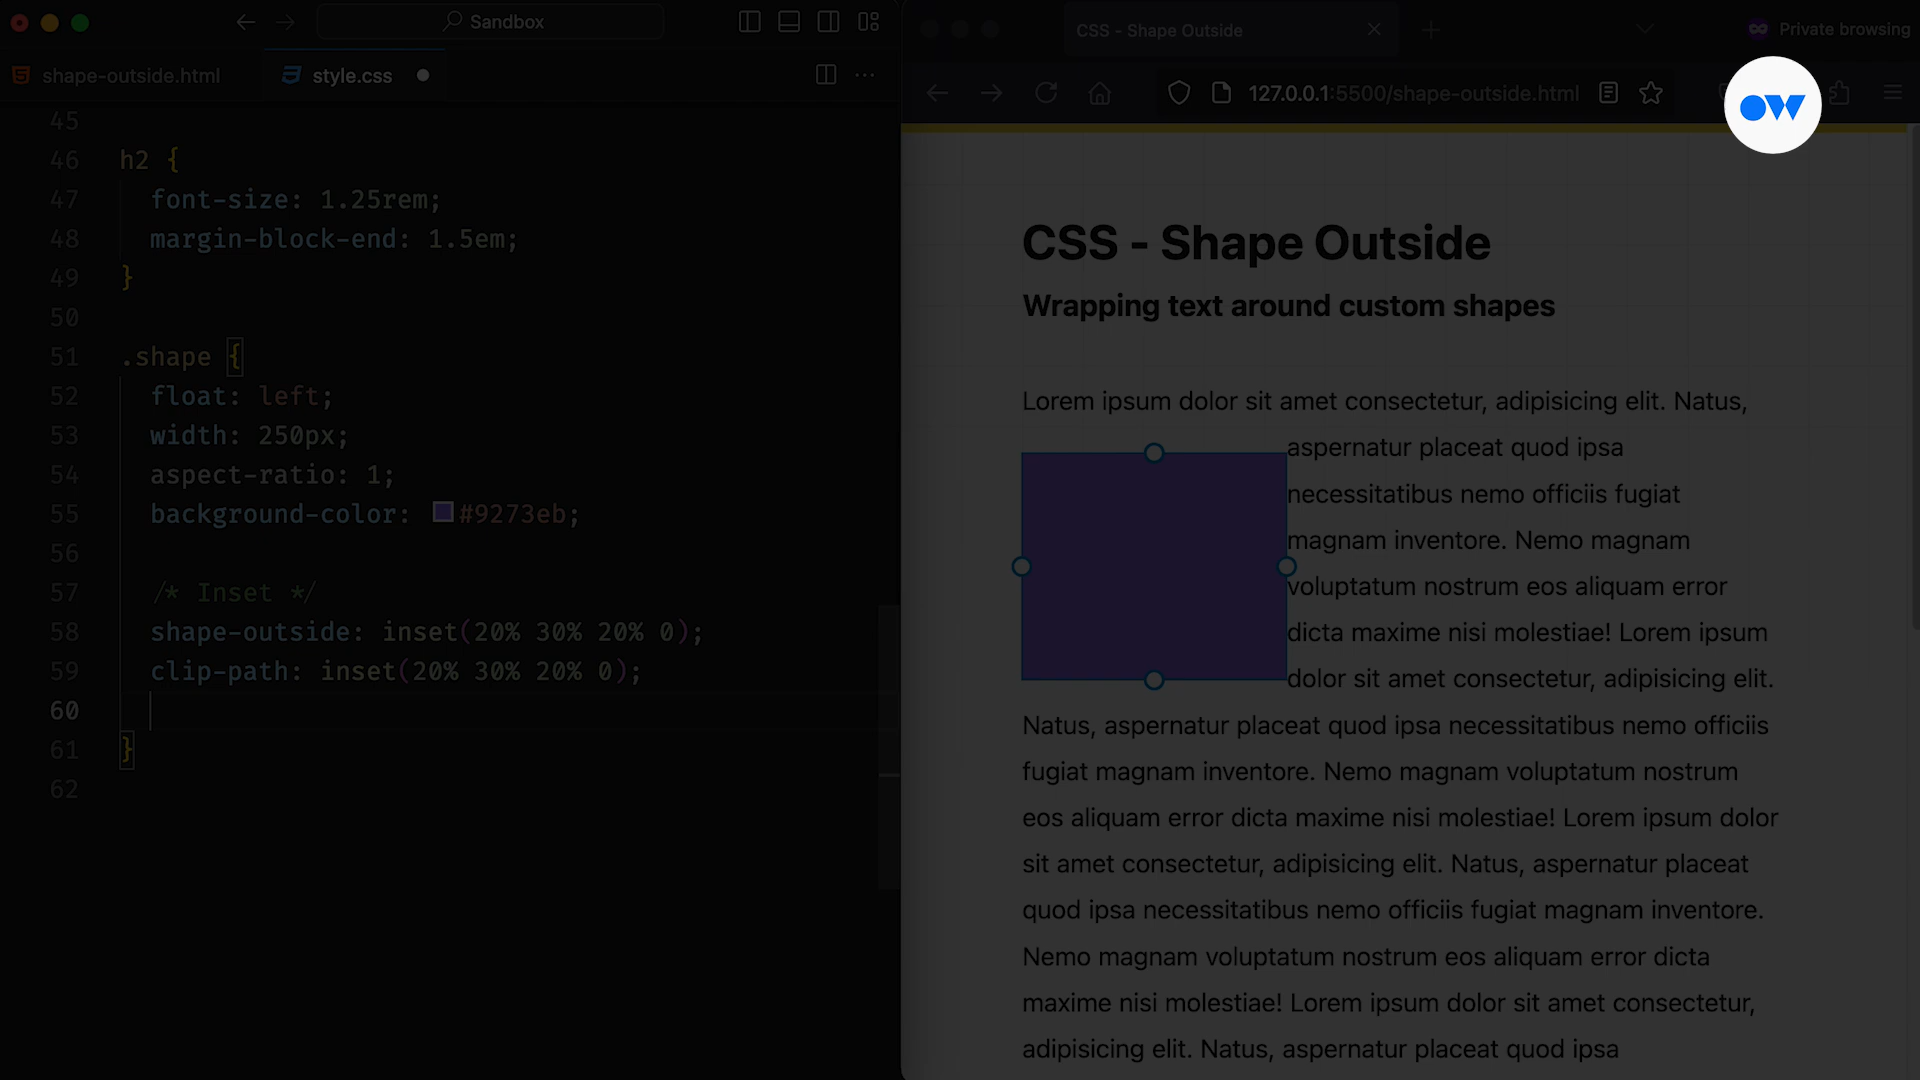 Sandbox
shape-outside.html
style.css
45
46 h2 {
47 font-size: 1.25rem;
48 margin-block-end: 1.5em;
49 }
50
51 .shape {
52 float: left;
53 width: 250px;
54 aspect-ratio: 1;
55 background-color: #9273eb;
56
57 /* Inset */
58 shape-outside: inset(20% 30% 20% 0);
59 clip-path: inset(20% 30% 20% 0);
60
61 }
62
CSS - Shape Outside
Private browsing
127.0.0.1:5500/shape-outside.html
OW
CSS - Shape Outside
Wrapping text around custom shapes
Lorem ipsum dolor sit amet consectetur, adipisicing elit. Natus,
aspernatur placeat quod ipsa
necessitatibus nemo officiis fugiat
magnam inventore. Nemo magnam
voluptatum nostrum eos aliquam error
dicta maxime nisi molestiae! Lorem ipsum
dolor sit amet consectetur, adipisicing elit.
Natus, aspernatur placeat quod ipsa necessitatibus nemo officiis
fugiat magnam inventore. Nemo magnam voluptatum nostrum
eos aliquam error dicta maxime nisi molestiae! Lorem ipsum dolor
sit amet consectetur, adipisicing elit. Natus, aspernatur placeat
quod ipsa necessitatibus nemo officiis fugiat magnam inventore.
Nemo magnam voluptatum nostrum eos aliquam error dicta
maxime nisi molestiae! Lorem ipsum dolor sit amet consectetur,
adipisicing elit. Natus, aspernatur placeat quod ipsa